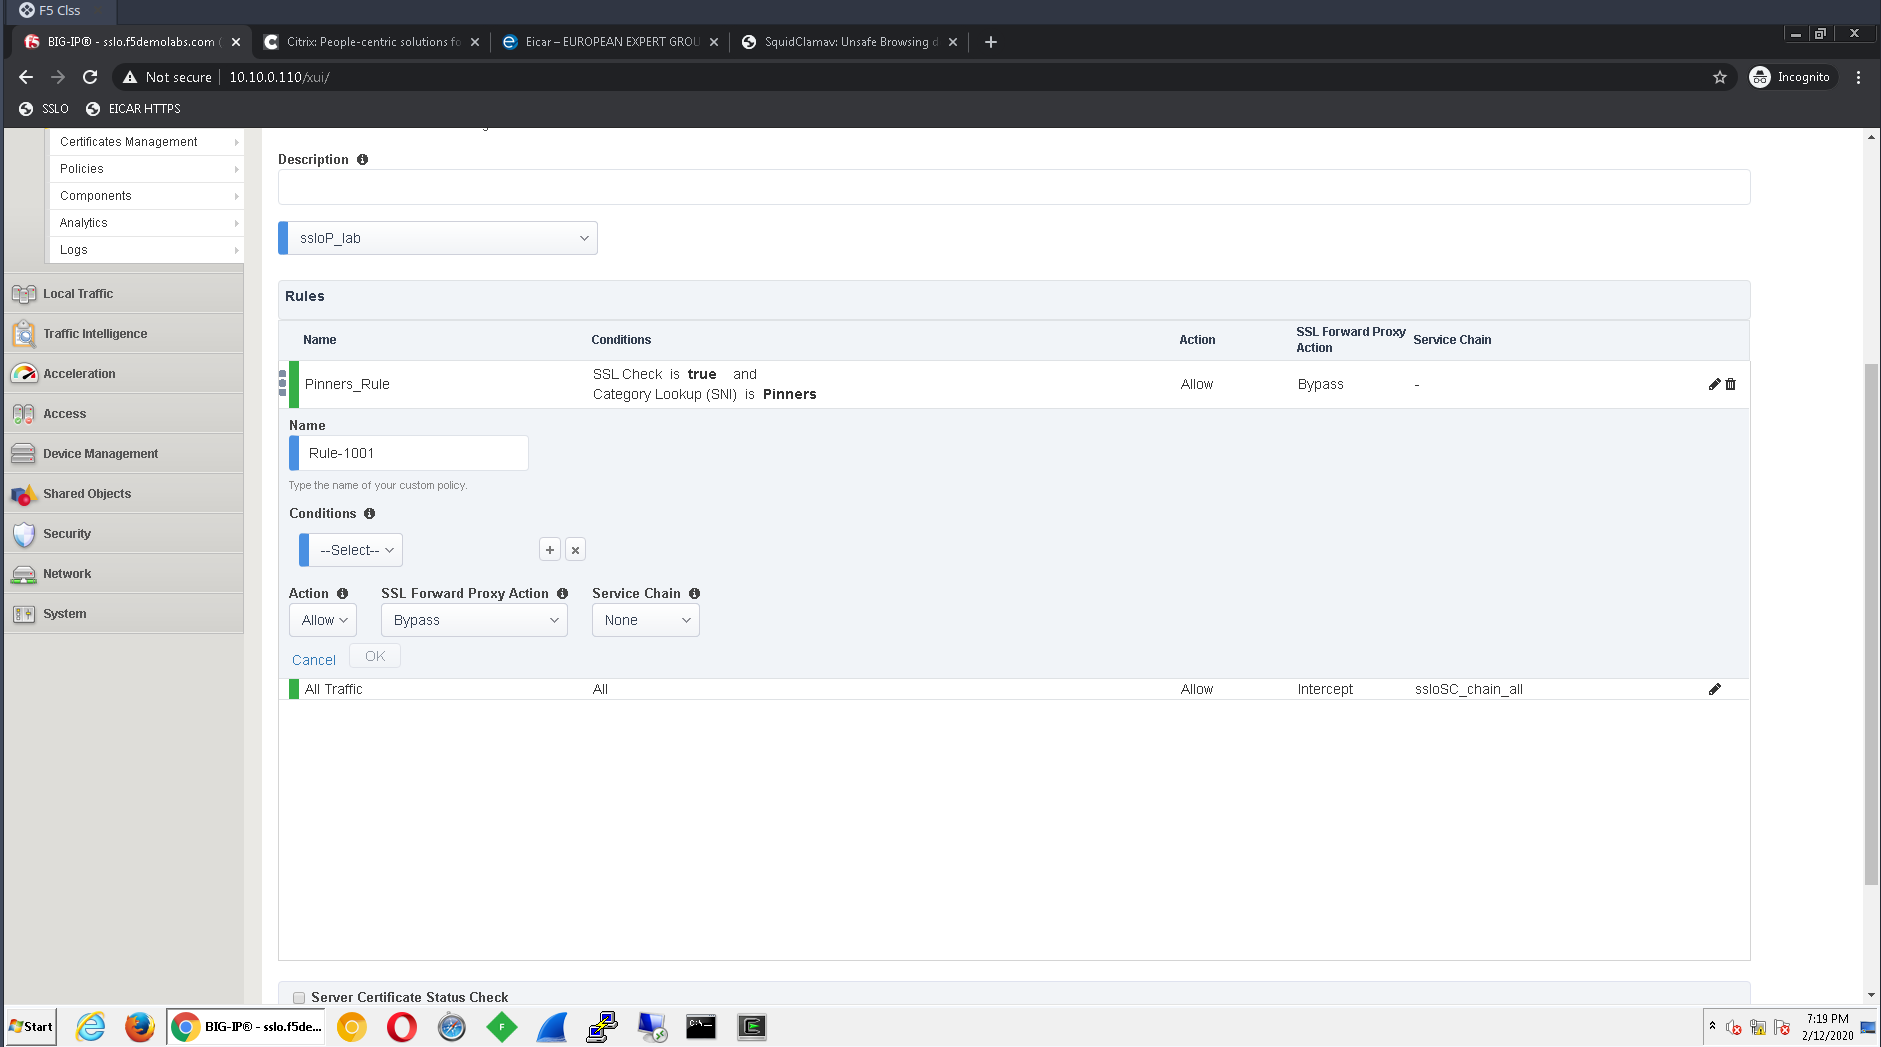 F5 Clss
BIG-IP® - sslo.f5demolabs.com (
Citrix: People-centric solutions fo
Eicar – EUROPEAN EXPERT GROU
SquidClamav: Unsafe Browsing d
Not secure
10.10.0.110/xui/
Incognito
SSLO
EICAR HTTPS
Certificates Management
Policies
Components
Analytics
Logs
Local Traffic
Traffic Intelligence
Acceleration
Access
Device Management
Shared Objects
Security
Network
System
Description
ssloP_lab
Rules
Name
Conditions
Action
SSL Forward Proxy
Action
Service Chain
Pinners_Rule
SSL Check is true and
Category Lookup (SNI) is Pinners
Allow
Bypass
-
Name
Rule-1001
Type the name of your custom policy.
Conditions
--Select--
Action
SSL Forward Proxy Action
Service Chain
Allow
Bypass
None
Cancel
OK
All Traffic
All
Allow
Intercept
ssloSC_chain_all
Server Certificate Status Check
Start
BIG-IP® - sslo.f5de...
7:19 PM
2/12/2020